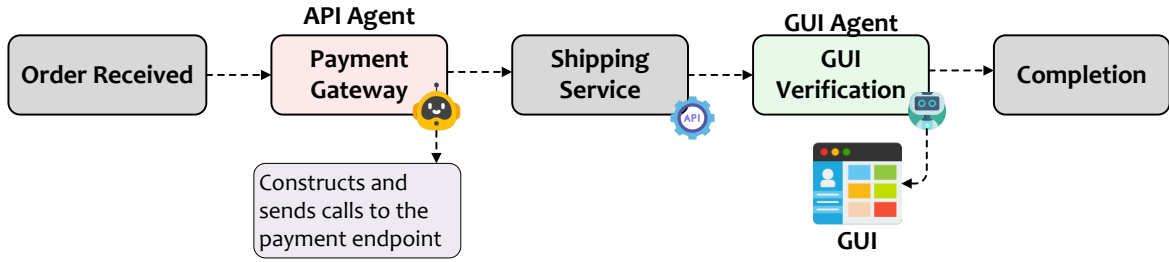 API Agent
GUI Agent
Order Received
Payment
Gateway
Shipping
Service
API
GUI
Verification
Completion
Constructs and
sends calls to the
payment endpoint
GUI